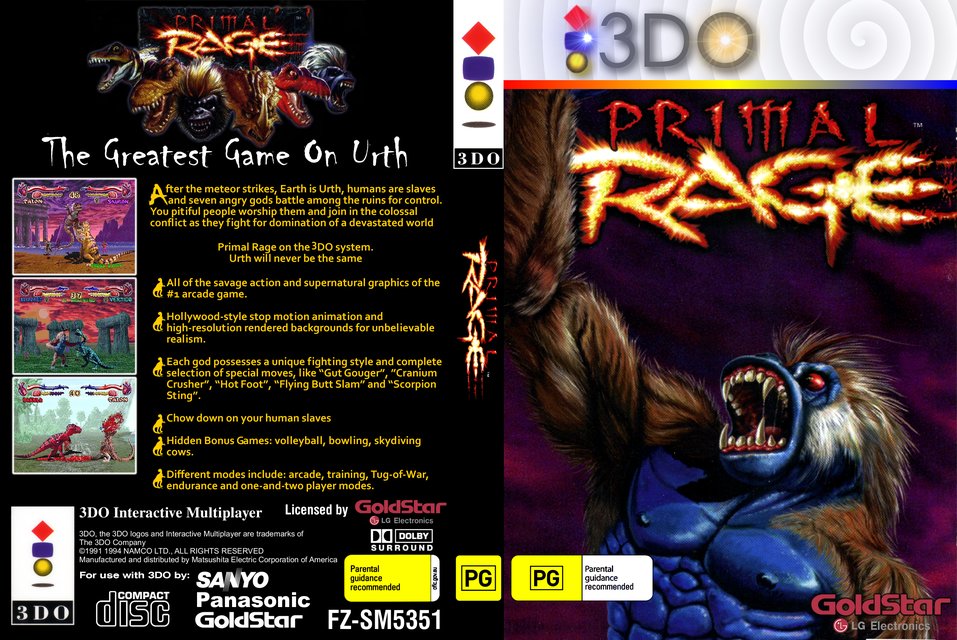 PRIMAL
RAGE
The Greatest Game On Urth
After the meteor strikes, Earth is Urth, humans are slaves
and seven angry gods battle among the ruins for control.
You pitiful people worship them and join in the colossal
conflict as they fight for domination of a devastated world
Primal Rage on the 3DO system.
Urth will never be the same
All of the savage action and supernatural graphics of the
#1 arcade game.
Hollywood-style stop motion animation and
high-resolution rendered backgrounds for unbelievable
realism.
Each god possesses a unique fighting style and complete
selection of special moves, like "Gut Gouger", "Cranium
Crusher", "Hot Foot", "Flying Butt Slam" and "Scorpion
Sting".
Chow down on your human slaves
Hidden Bonus Games: volleyball, bowling, skydiving
cows.
Different modes include: arcade, training, Tug-of-War,
endurance and one-and-two player modes.
TALON
SAURON
VERTIGO
DIABLO
TALON
3DO
3DO Interactive Multiplayer
3DO, the 3DO logos and Interactive Multiplayer are trademarks of
The 3DO Company
©1991 1994 NAMCO LTD., ALL RIGHTS RESERVED
Manufactured and distributed by Matsushita Electric Corporation of America
For use with 3DO by:
COMPACT
disc
SANYO
Panasonic
GoldStar
Licensed by GoldStar
LG Electronics
DOLBY
SURROUND
Parental
guidance
recommended
FZ-SM5351
3DO
PRIMAL
RAGE
PG
3DO
PRIMAL
TM
RAGE
PG
Parental
guidance
recommended
GoldStar
LG Electronics